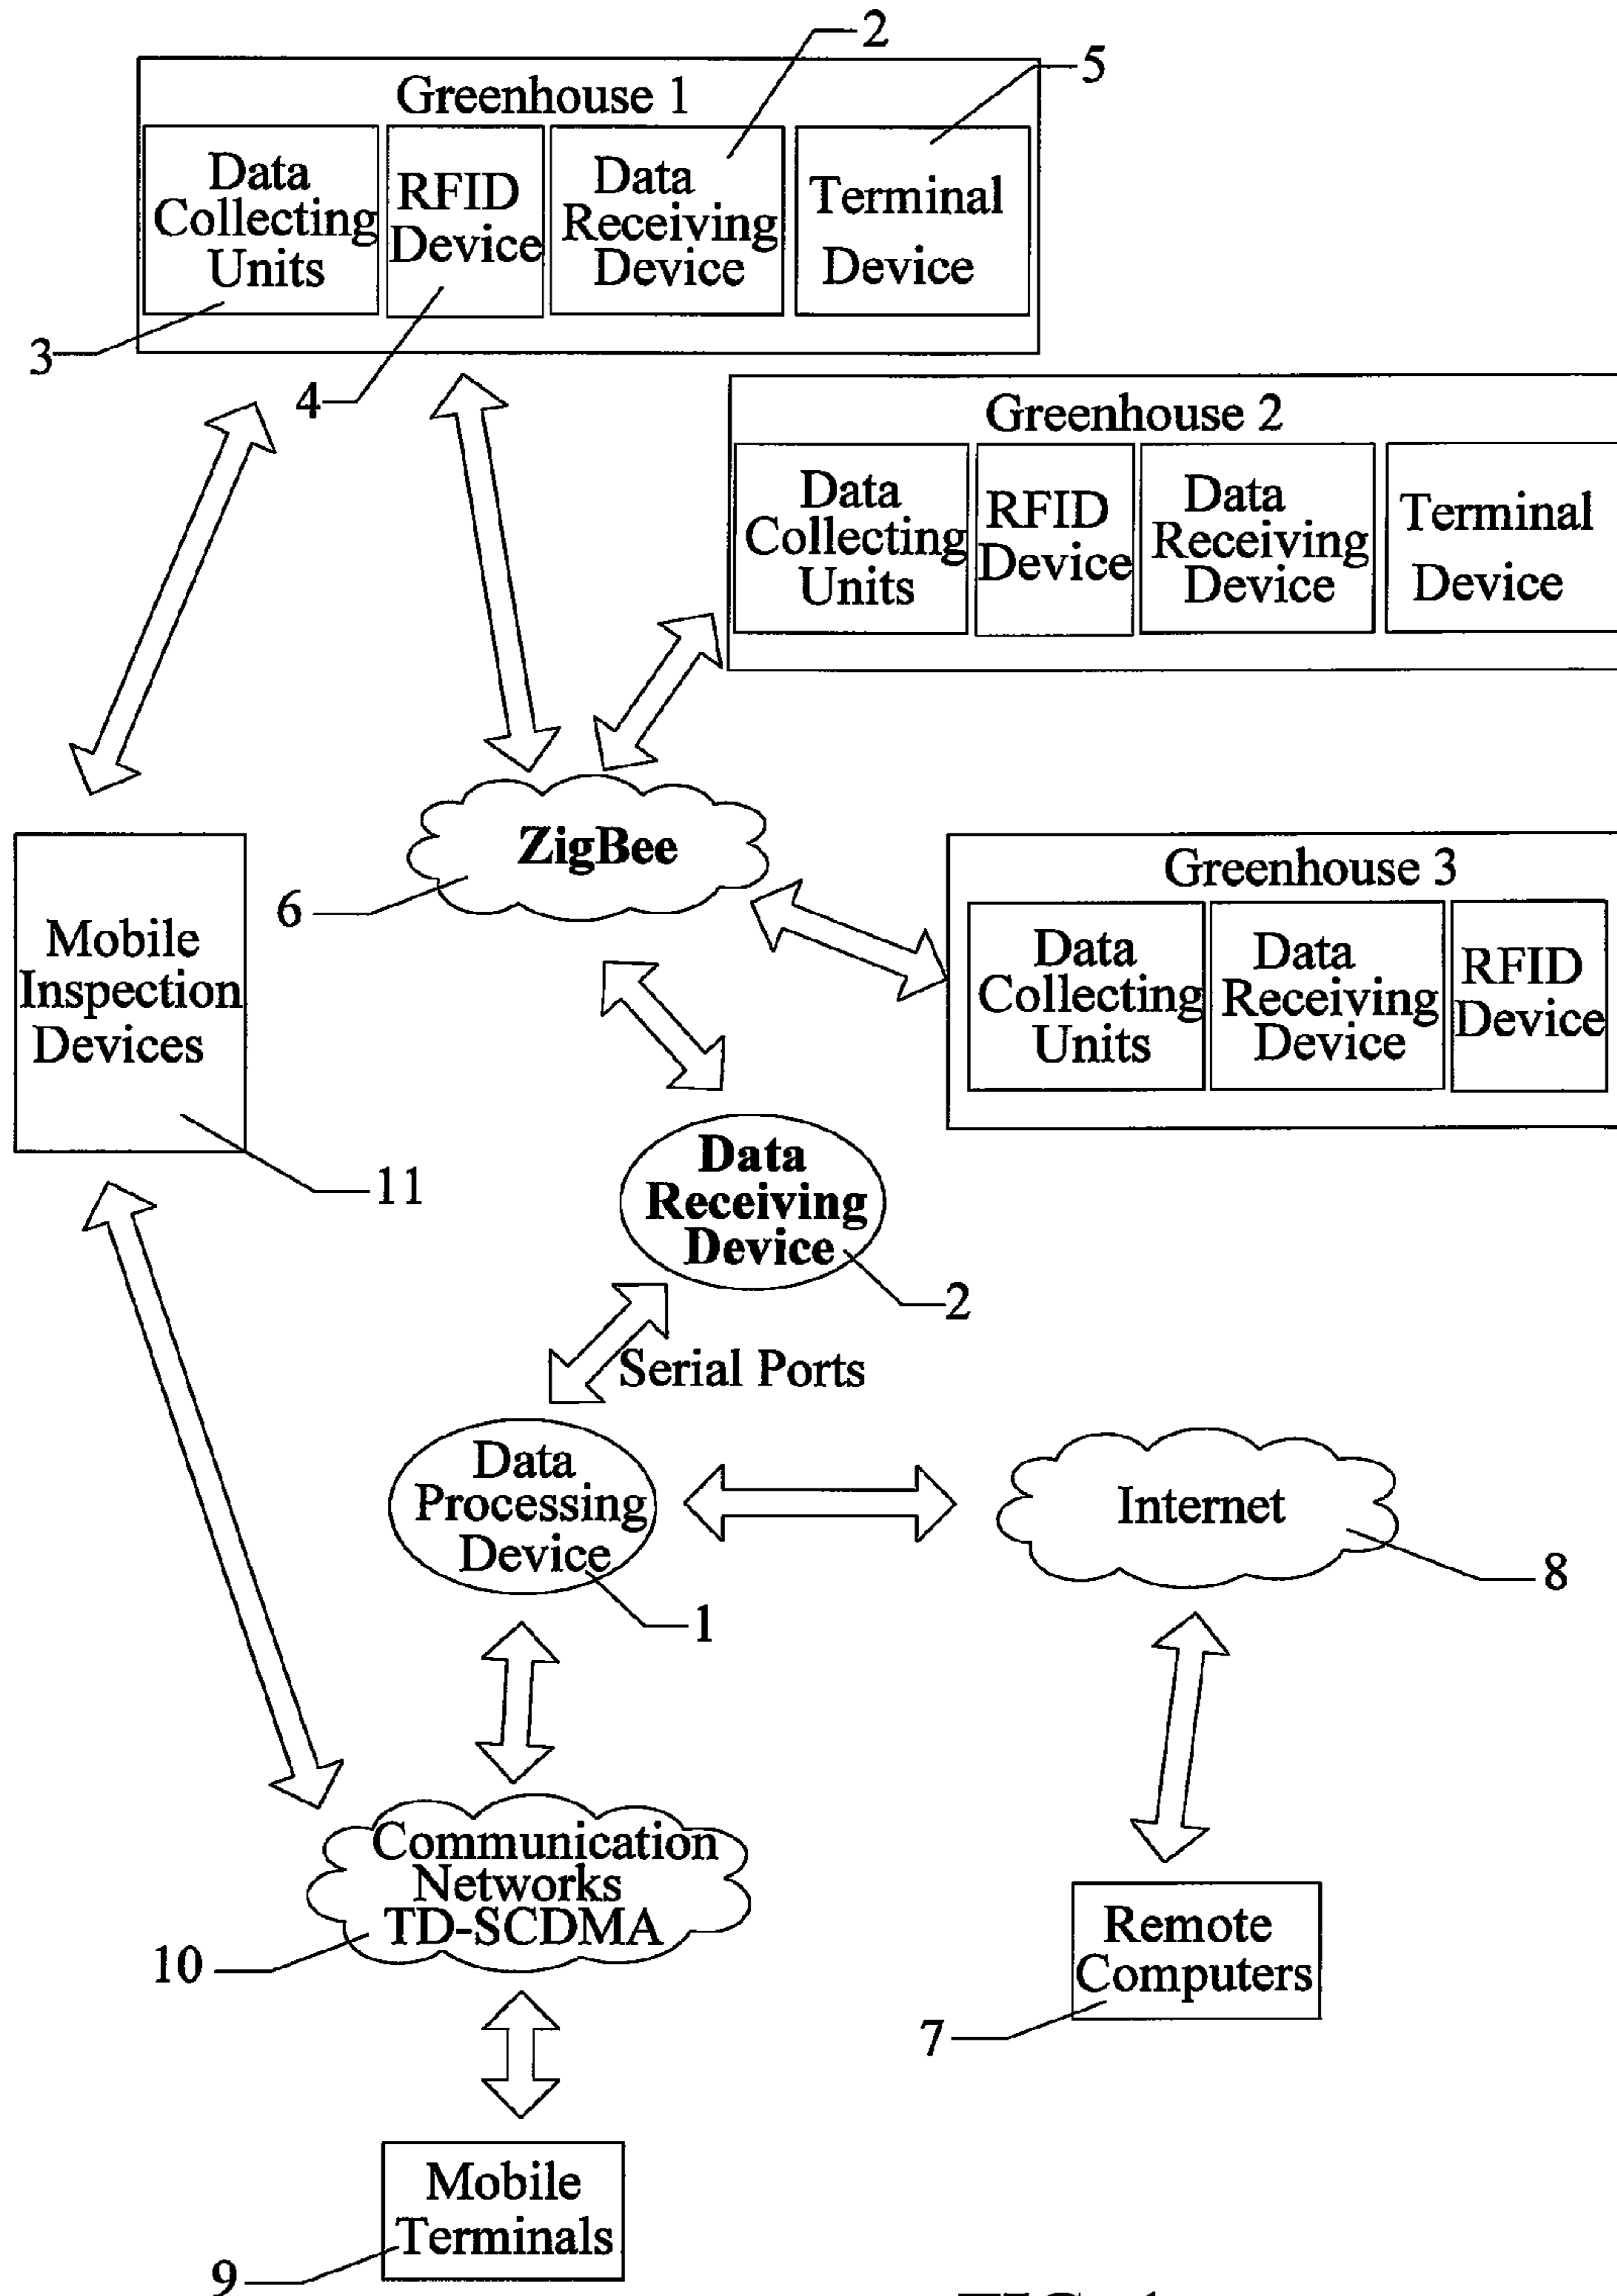 2
5
Greenhouse 1
Data
Collecting
Units
RFID
Device
Data
Receiving
Device
Terminal
Device
3
4
Greenhouse 2
Data
Collecting
Units
RFID
Device
Data
Receiving
Device
Terminal
Device
ZigBee
6
Greenhouse 3
Data
Collecting
Units
Data
Receiving
Device
RFID
Device
Mobile
Inspection
Devices
11
Data
Receiving
Device
2
Serial Ports
Data
Processing
Device
1
Internet
8
Communication
Networks
TD-SCDMA
10
Remote
Computers
7
Mobile
Terminals
9